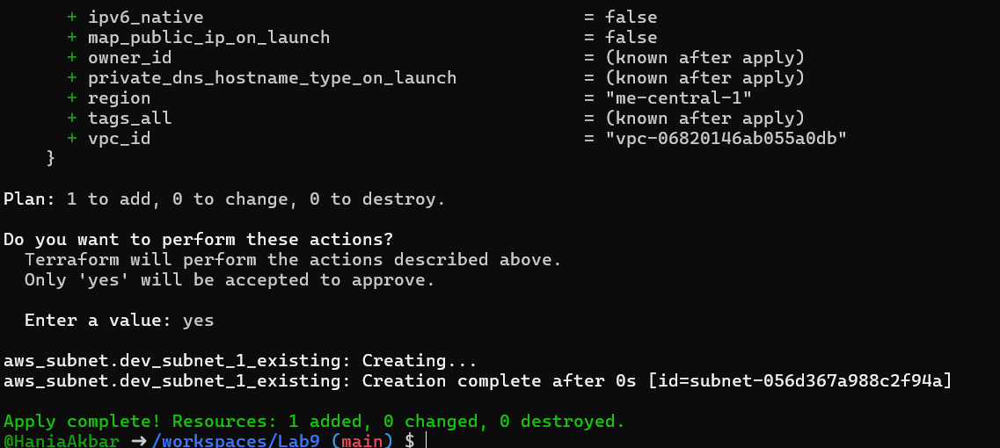 + ipv6_native = false
+ map_public_ip_on_launch = false
+ owner_id = (known after apply)
+ private_dns_hostname_type_on_launch = (known after apply)
+ region = "me-central-1"
+ tags_all = (known after apply)
+ vpc_id = "vpc-06820146ab055a0db"
}
Plan: 1 to add, 0 to change, 0 to destroy.
Do you want to perform these actions?
Terraform will perform the actions described above.
Only 'yes' will be accepted to approve.
Enter a value: yes
aws_subnet.dev_subnet_1_existing: Creating...
aws_subnet.dev_subnet_1_existing: Creation complete after 0s [id=subnet-056d367a988c2f94a]
Apply complete! Resources: 1 added, 0 changed, 0 destroyed.
@HaniaAkbar ➜ /workspaces/Lab9 (main) $